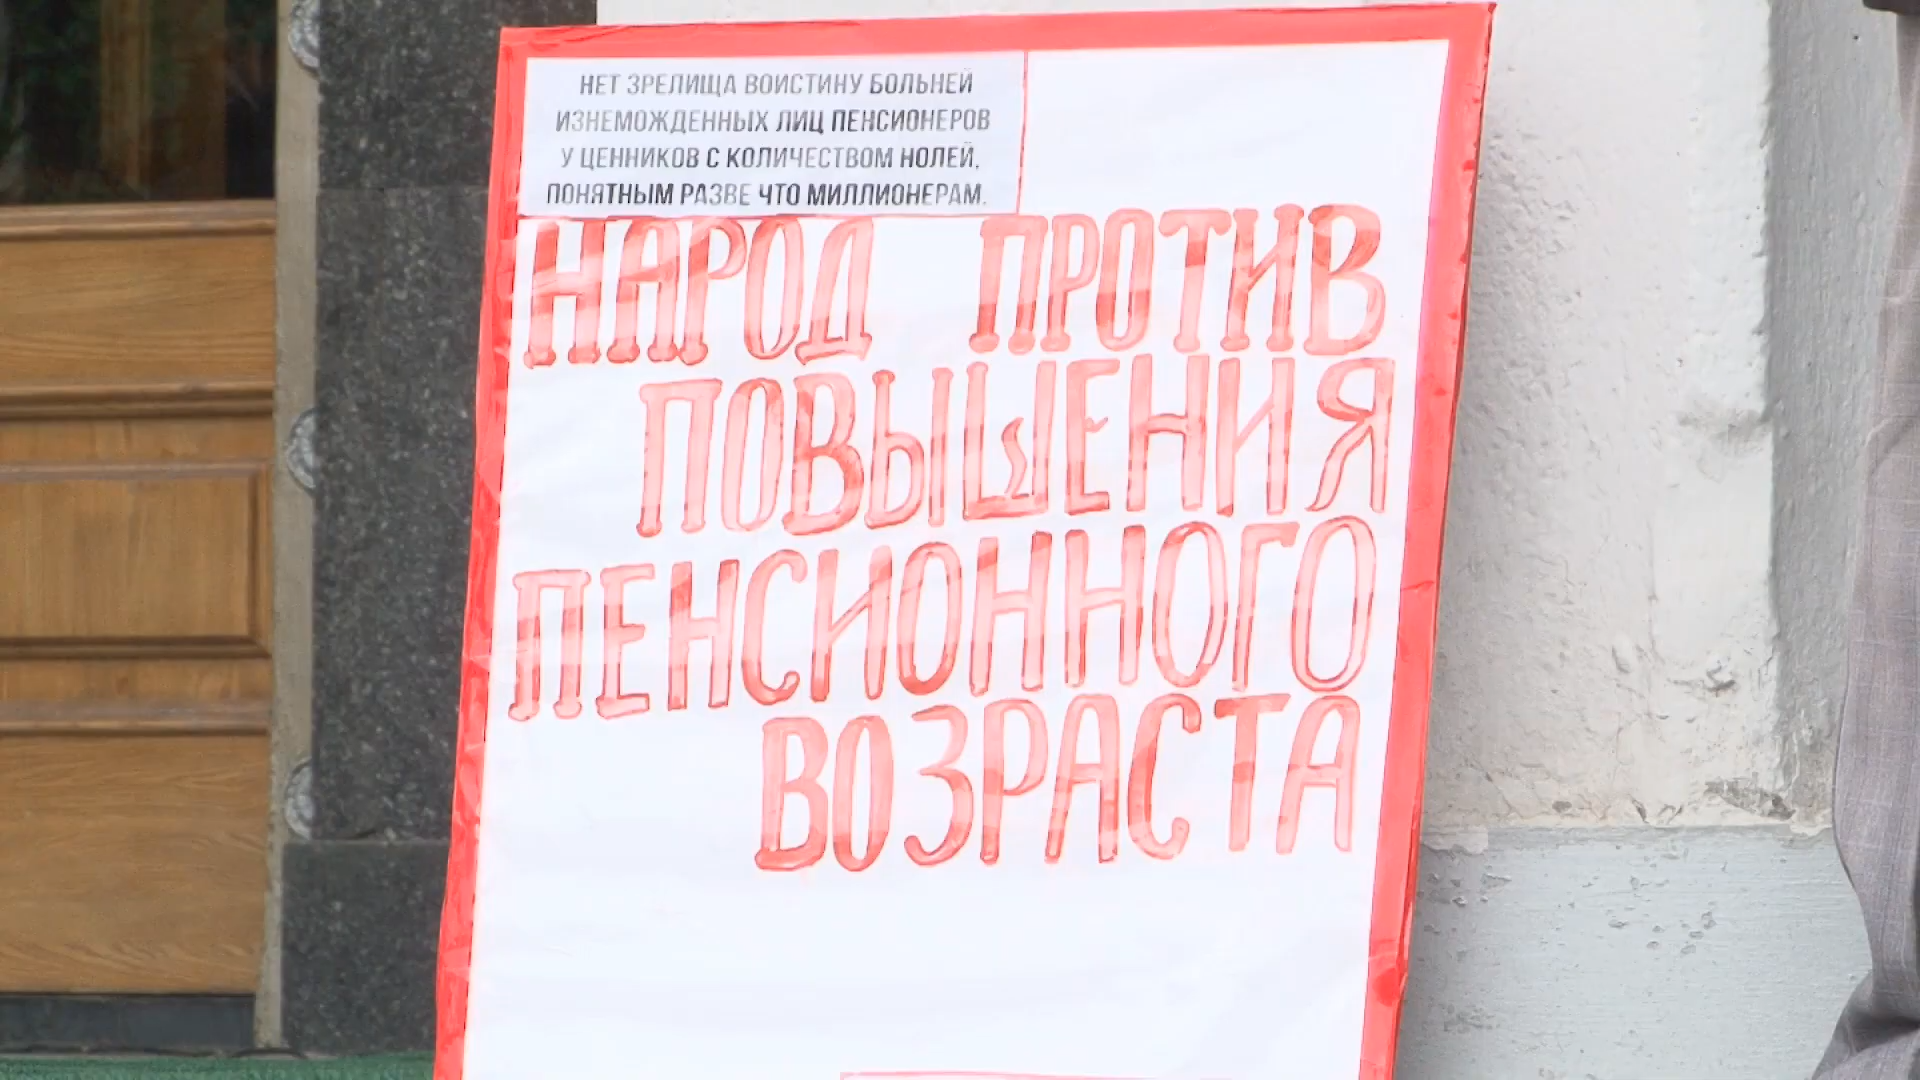 НЕТ ЗРЕЛИЩА ВОИСТИНУ БОЛЬНЕЙ
ИЗНЕМОЖДЕННЫХ ЛИЦ ПЕНСИОНЕРОВ
У ЦЕННИКОВ С КОЛИЧЕСТВОМ НОЛЕЙ,
ПОНЯТНЫМ РАЗВЕ ЧТО МИЛЛИОНЕРАМ.
НАРОД ПРОТИВ
ПОВЫШЕНИЯ
ПЕНСИОННОГО
ВОЗРАСТА